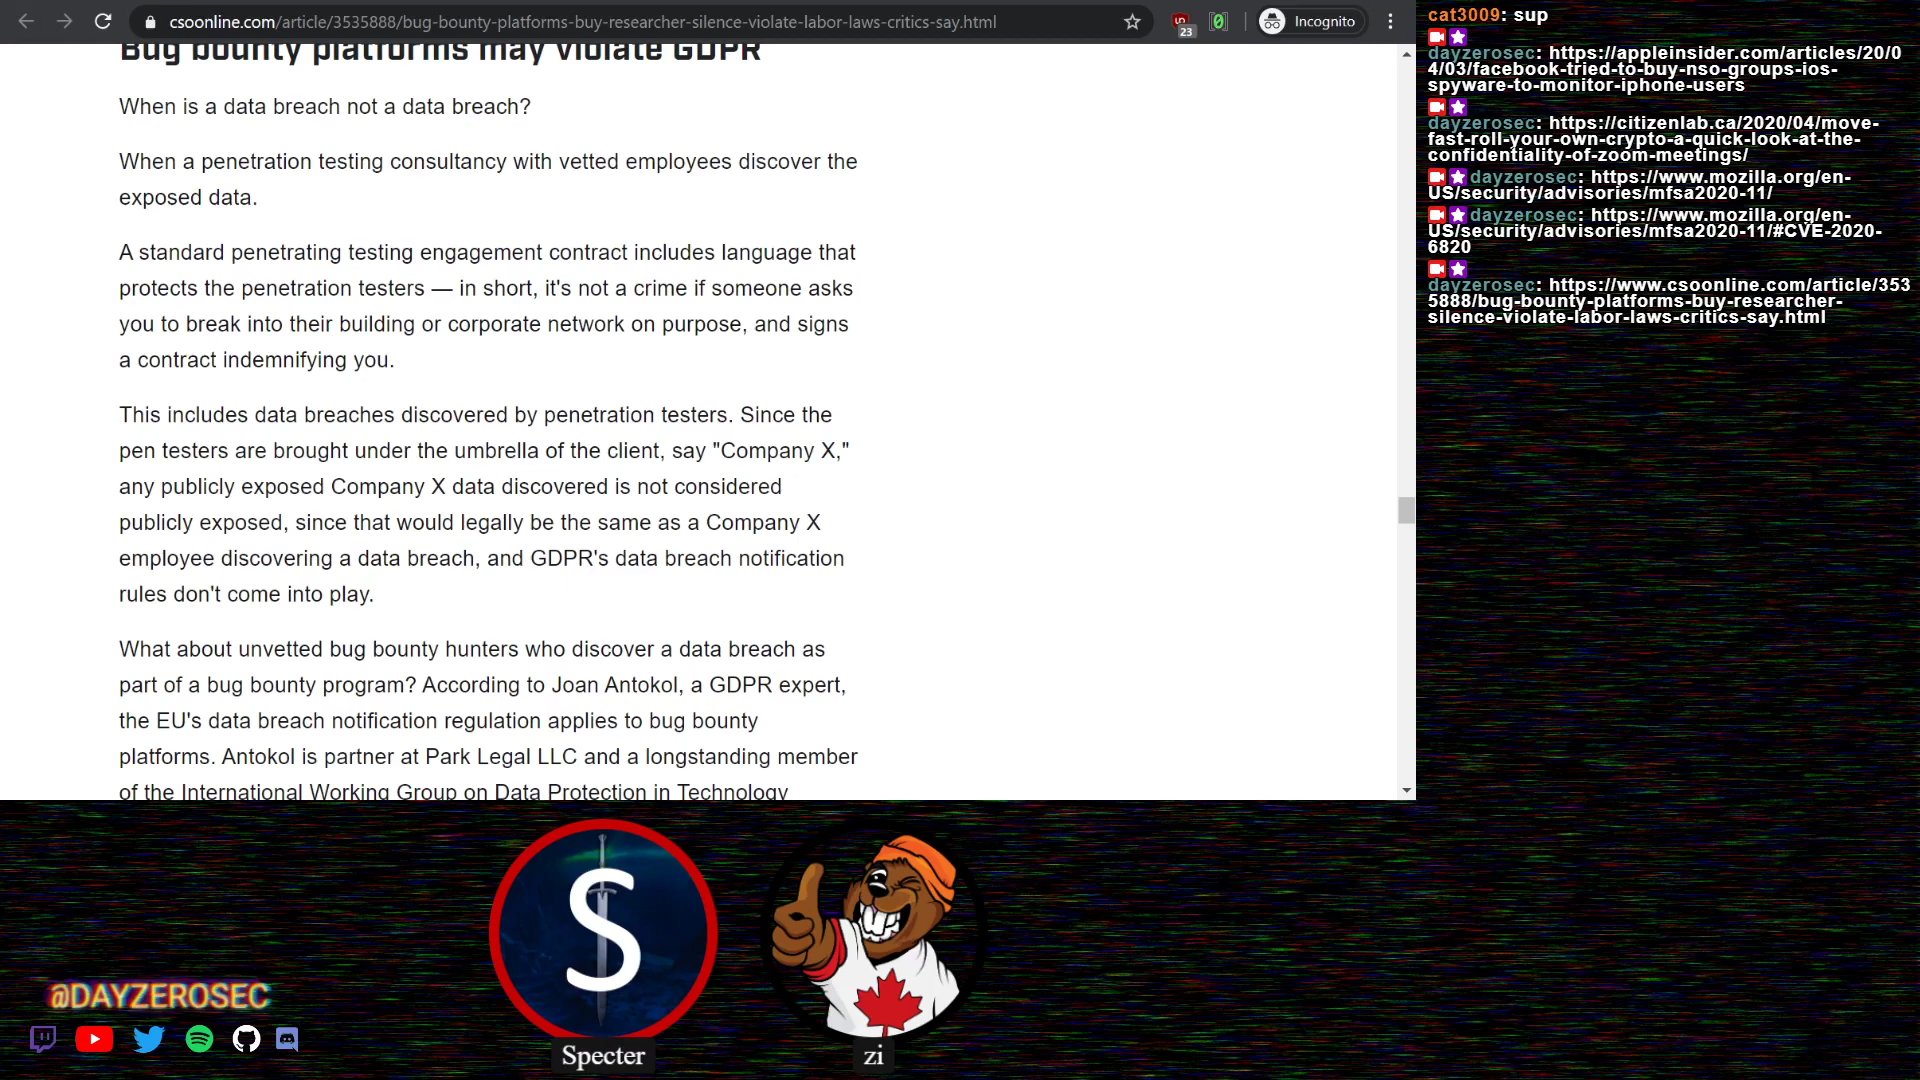 csoonline.com/article/3535888/bug-bounty-platforms-buy-researcher-silence-violate-labor-laws-critics-say.html
23
Incognito
Bug bounty platforms may violate GDPR
When is a data breach not a data breach?
When a penetration testing consultancy with vetted employees discover the
exposed data.
A standard penetrating testing engagement contract includes language that
protects the penetration testers — in short, it's not a crime if someone asks
you to break into their building or corporate network on purpose, and signs
a contract indemnifying you.
This includes data breaches discovered by penetration testers. Since the
pen testers are brought under the umbrella of the client, say "Company X,"
any publicly exposed Company X data discovered is not considered
publicly exposed, since that would legally be the same as a Company X
employee discovering a data breach, and GDPR's data breach notification
rules don't come into play.
What about unvetted bug bounty hunters who discover a data breach as
part of a bug bounty program? According to Joan Antokol, a GDPR expert,
the EU's data breach notification regulation applies to bug bounty
platforms. Antokol is partner at Park Legal LLC and a longstanding member
of the International Working Group on Data Protection in Technology
cat3009: sup
dayzerosec: https://appleinsider.com/articles/20/0
4/03/facebook-tried-to-buy-nso-groups-ios-
spyware-to-monitor-iphone-users
dayzerosec: https://citizenlab.ca/2020/04/move-
fast-roll-your-own-crypto-a-quick-look-at-the-
confidentiality-of-zoom-meetings/
dayzerosec: https://www.mozilla.org/en-
US/security/advisories/mfsa2020-11/
dayzerosec: https://www.mozilla.org/en-
US/security/advisories/mfsa2020-11/#CVE-2020-
6820
dayzerosec: https://www.csoonline.com/article/353
5888/bug-bounty-platforms-buy-researcher-
silence-violate-labor-laws-critics-say.html
S
@DAYZEROSEC
Specter
zi